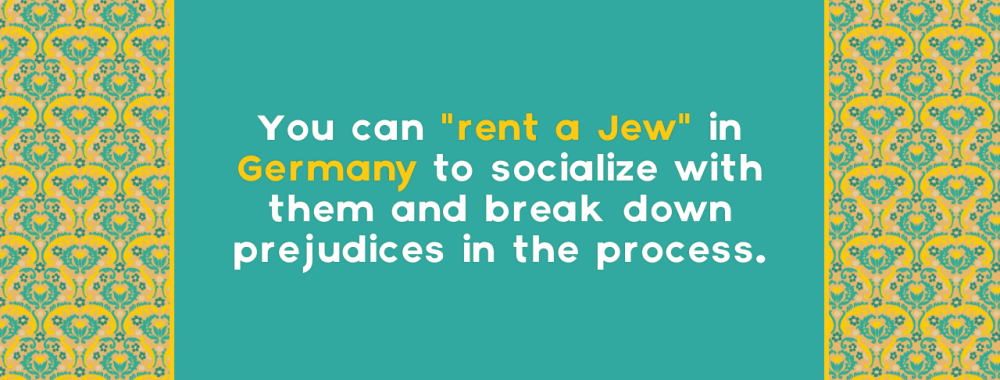 You can "rent a Jew" in
Germany to socialize with
them and break down
prejudices in the process.